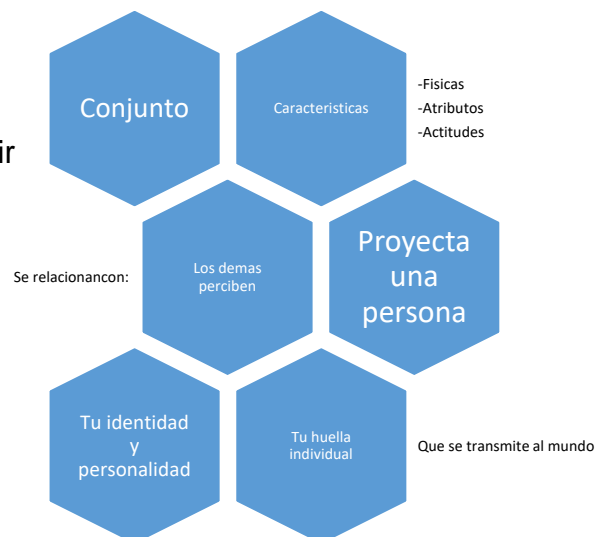 Conjunto
Caracteristicas
-Fisicas
-Atributos
-Actitudes
ir
Se relacionancon:
Los demas
perciben
Proyecta
una
persona
Tu identidad
y
personalidad
Tu huella
individual
Que se transmite al mundo